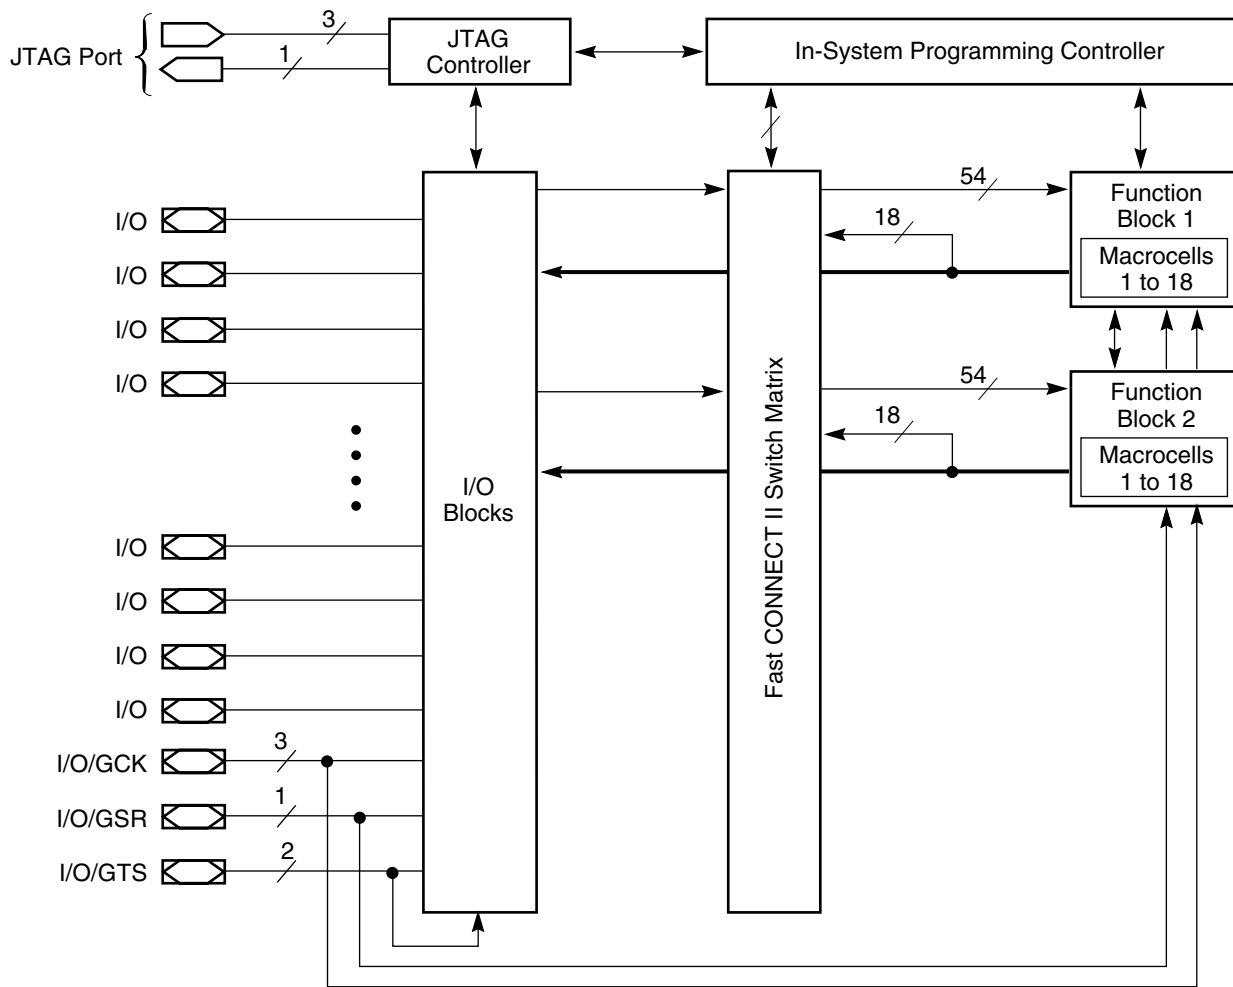 JTAG Port
3
1
JTAG
Controller
In-System Programming Controller
I/O
I/O
I/O
I/O
I/O
I/O
I/O
I/O
I/O/GCK
3
I/O/GSR
1
I/O/GTS
2
I/O
Blocks
Fast CONNECT II Switch Matrix
54
18
Function
Block 1
Macrocells
1 to 18
54
18
Function
Block 2
Macrocells
1 to 18